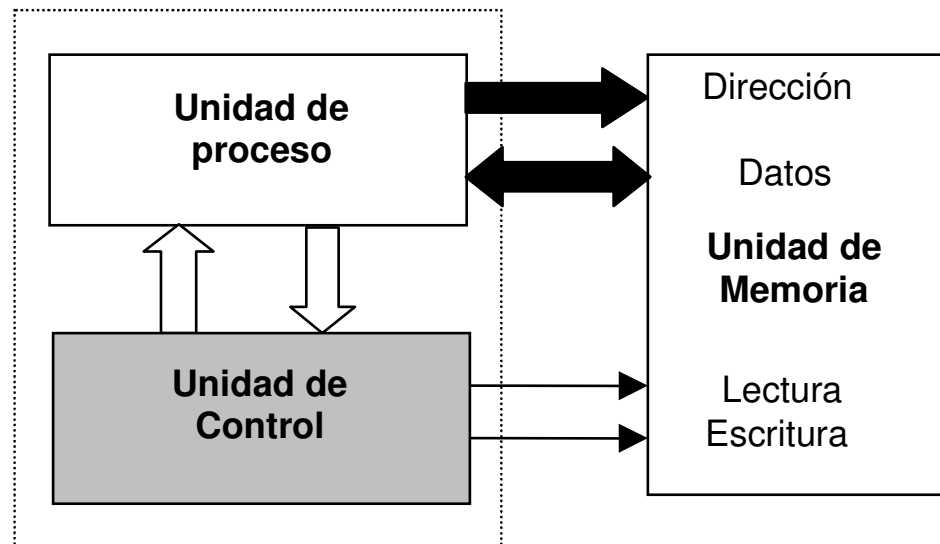 Unidad de
proceso
Dirección
Datos
Unidad de
Memoria
Unidad de
Control
Lectura
Escritura